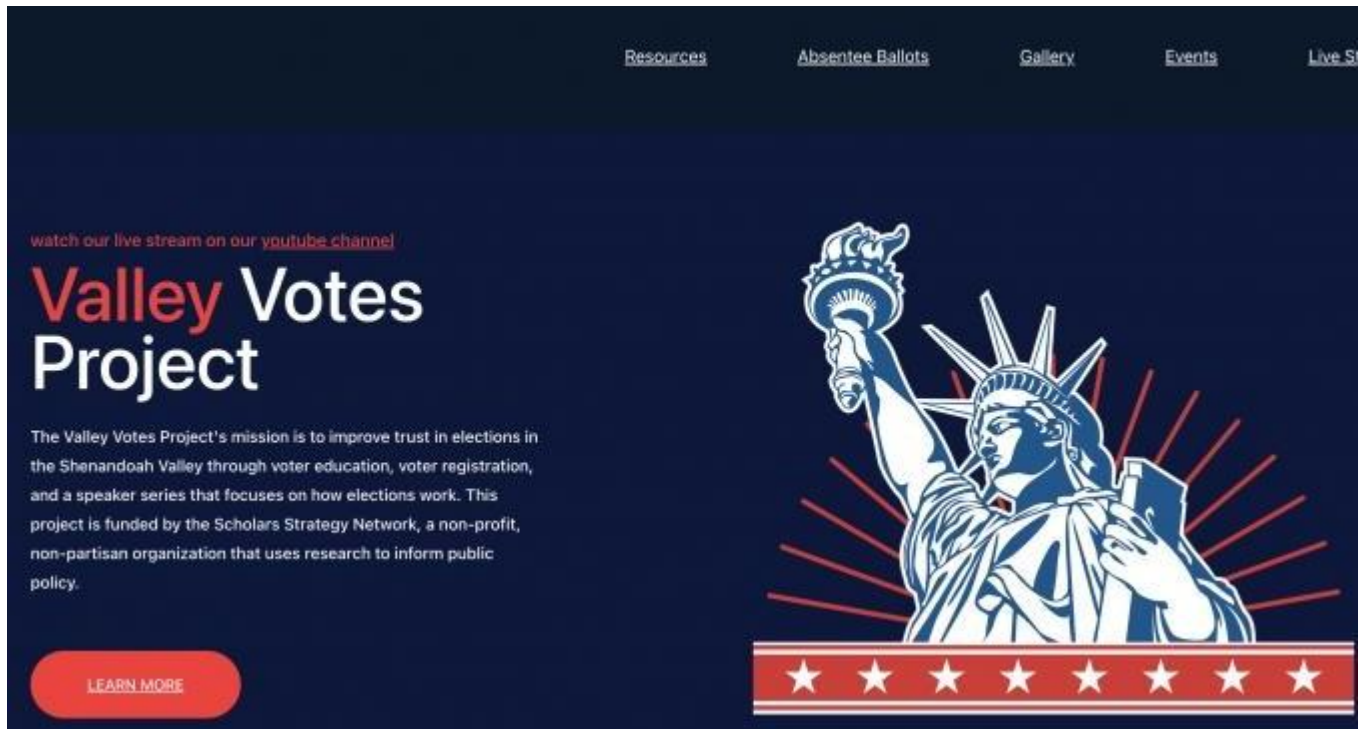 Resources Absentee Ballots Gallery Events Live St
watch our live stream on our youtube channel
Valley Votes
Project
The Valley Votes Project's mission is to improve trust in elections in
the Shenandoah Valley through voter education, voter registration,
and a speaker series that focuses on how elections work. This
project is funded by the Scholars Strategy Network, a non-profit,
non-partisan organization that uses research to inform public
policy.
LEARN MORE